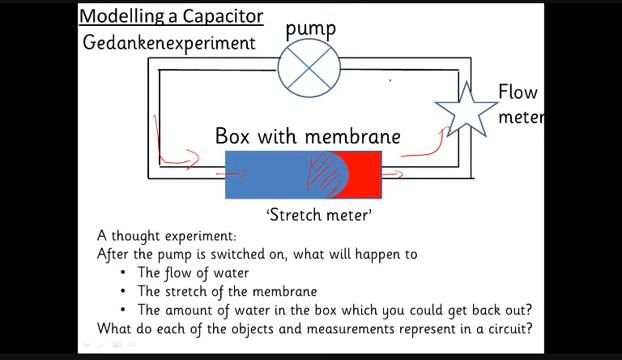 Modelling a Capacitor
Gedankenexperiment
pump
Flow
meter
Box with membrane
'Stretch meter'
A thought experiment:
After the pump is switched on, what will happen to
• The flow of water
• The stretch of the membrane
• The amount of water in the box which you could get back out?
What do each of the objects and measurements represent in a circuit?